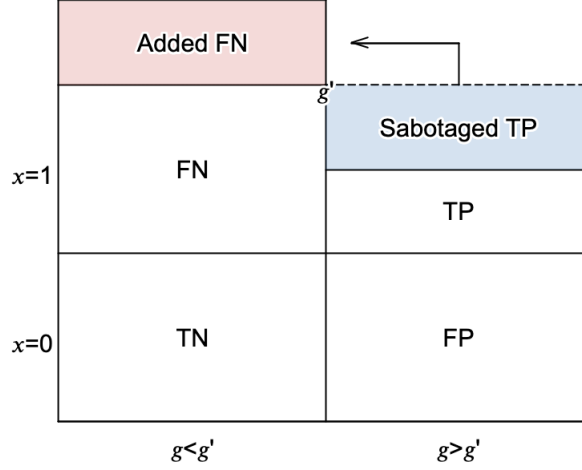 Added FN
g'
Sabotaged TP
x=1
FN
TP
x=0
TN
FP
g<g'
g>g'